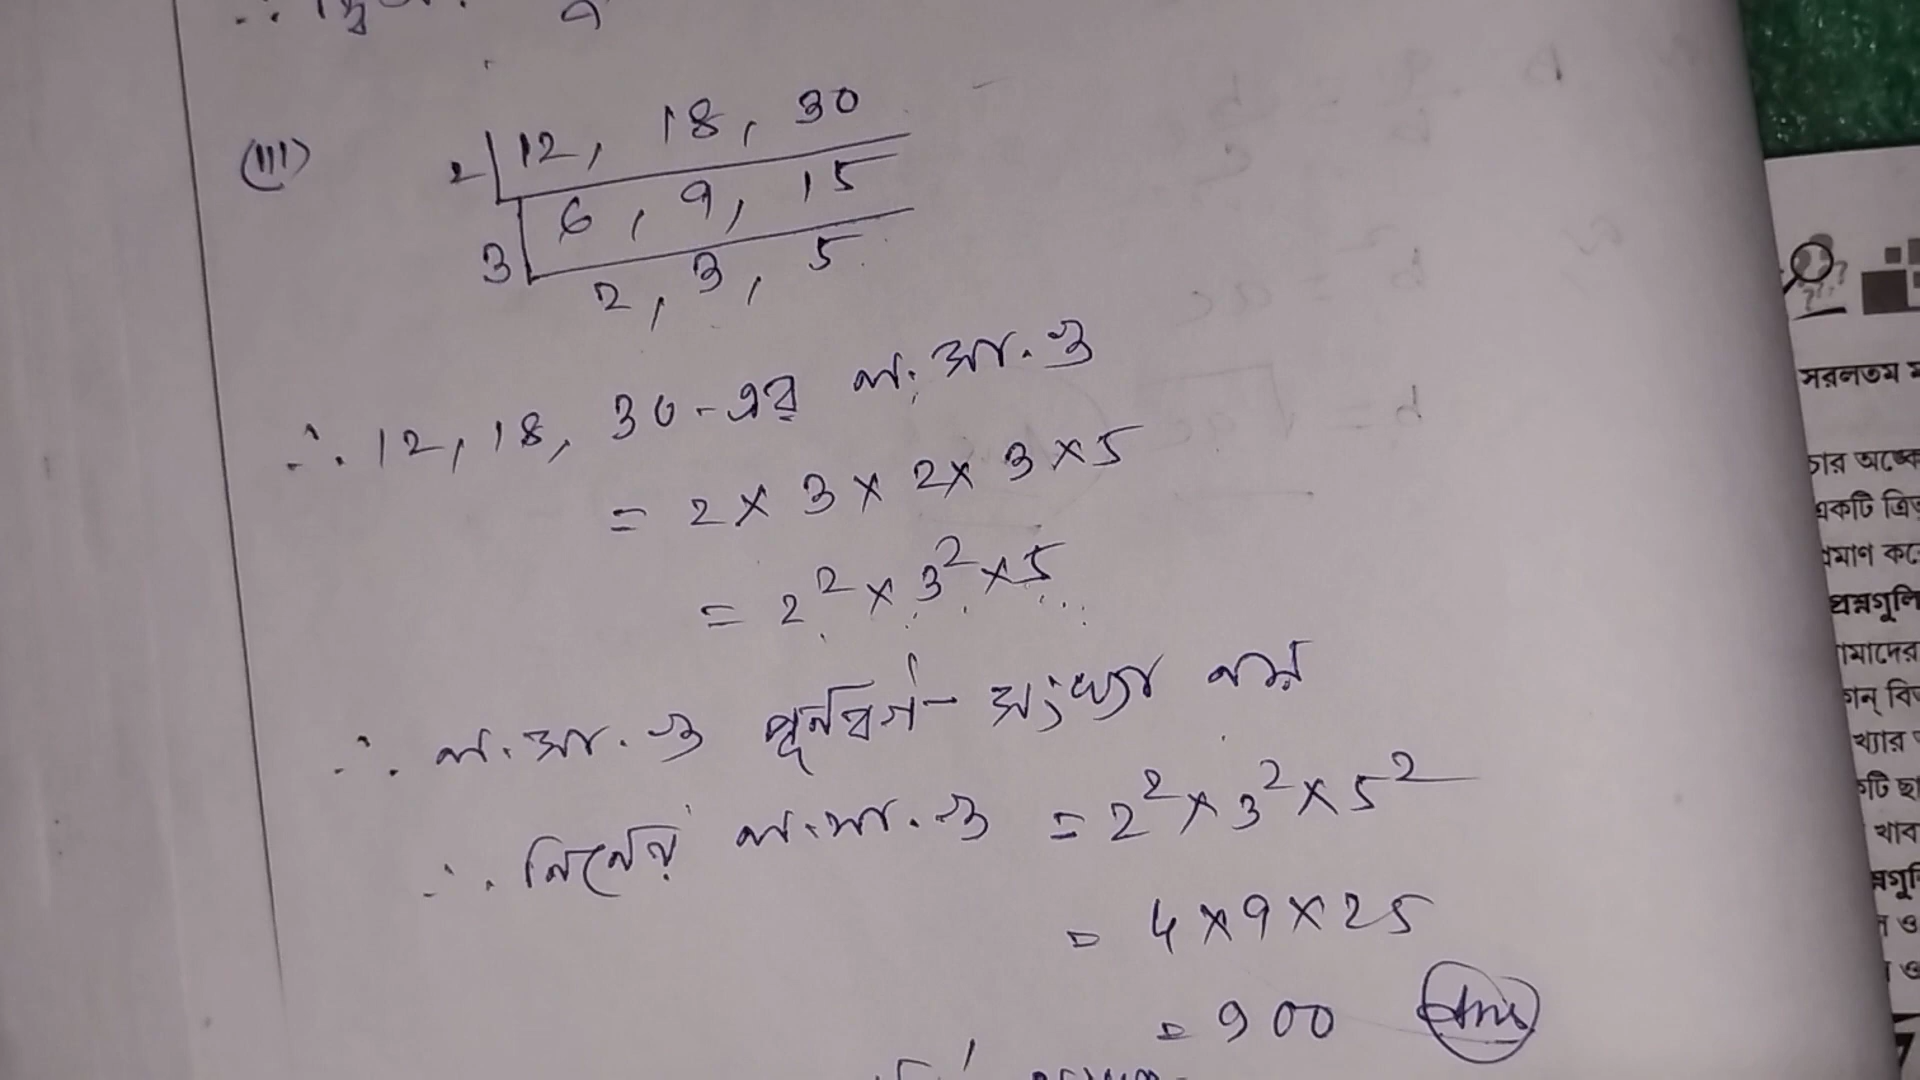 (III) 2 | 12, 18, 30
3 | 6, 9, 15
2, 3, 5
∴ 12, 18, 30-এর ল. সা. গু
= 2 × 3 × 2 × 3 × 5
= 2² × 3² × 5
∴ ল. সা. গু পূর্নবর্গ সংখ্যা নয়
∴ নির্নেয় ল. সা. গু = 2² × 3² × 5²
= 4 × 9 × 25
= 900 Ans
সরলতম
চার অঙ্কে
একটি
প্রমাণ
প্রশ্নগুলি